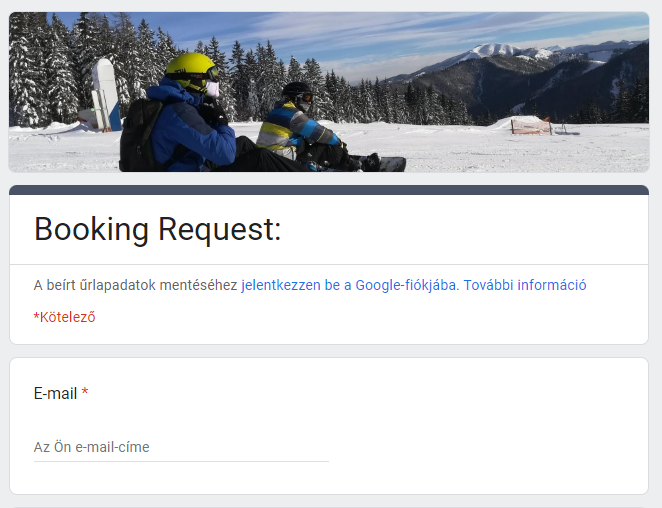 Booking Request:
A beírt űrlapadatok mentéséhez jelentkezzen be a Google-fiókjába. További információ
*Kötelező
E-mail *
Az Ön e-mail-címe